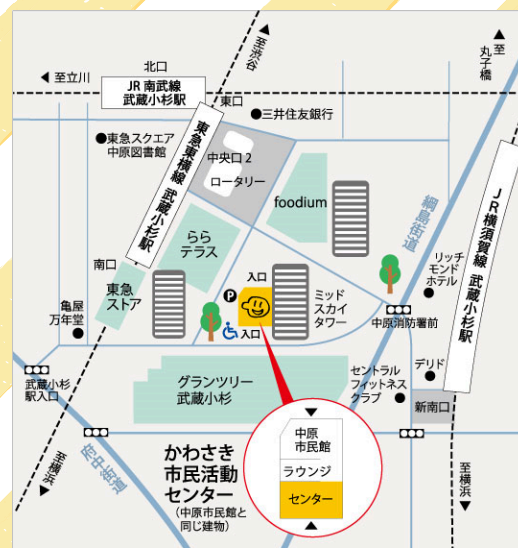 至渋谷
至
丸子橋
北口
至立川
JR 南武線
武蔵小杉駅
東口
三井住友銀行
東急スクエア
中原図書館
中央口 2
ロータリー
東急東横線 武蔵小杉駅
foodium
綱島街道
JR横須賀線 武蔵小杉駅
らら
テラス
南口
東急
ストア
入口
P
リッチ
モンド
ホテル
ミッド
スカイ
タワー
中原消防署前
亀屋
万年堂
入口
武蔵小杉
駅入口
グランツリー
武蔵小杉
セントラル
フィットネス
クラブ
デリド
新南口
府中街道
至横浜
かわさき
市民活動
センター
(中原市民館と
同じ建物)
中原
市民館
ラウンジ
センター
至横浜